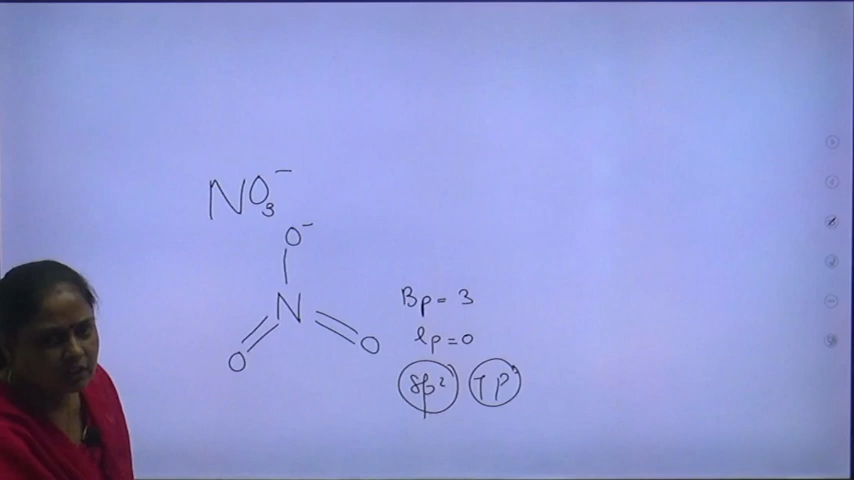 NO₃⁻
O⁻
N
O O
Bp = 3
lp = 0
sp² TP